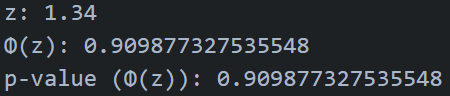 z: 1.34
Φ(z): 0.909877327535548
p-value (Φ(z)): 0.909877327535548